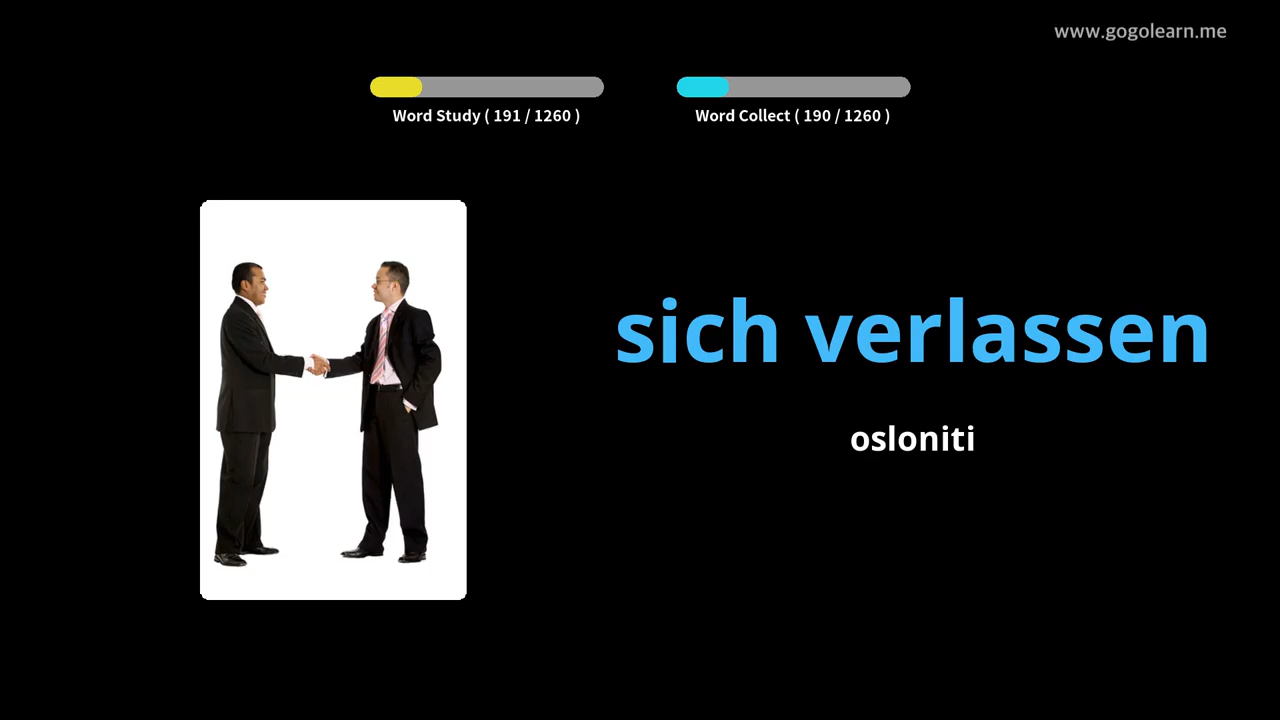 www.gogolearn.me
Word Study ( 191 / 1260 )
Word Collect ( 190 / 1260 )
sich verlassen
osloniti